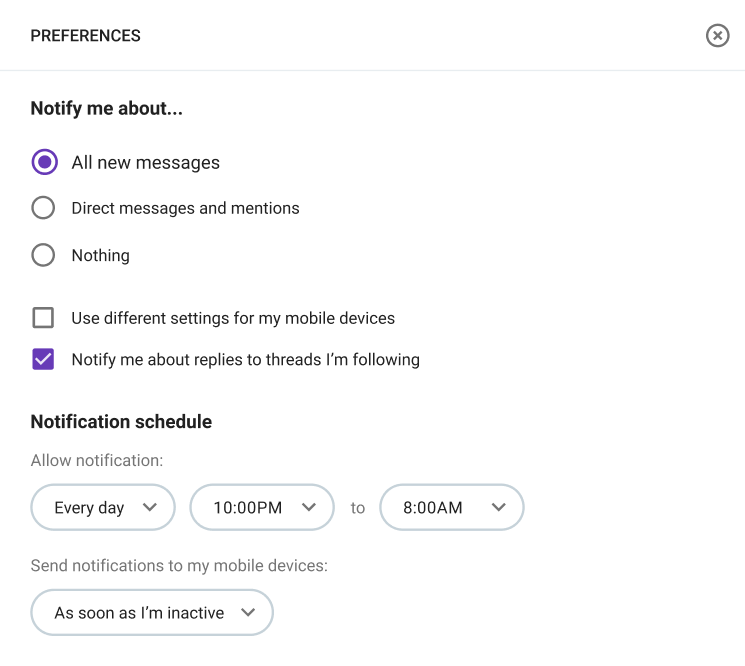 PREFERENCES
Notify me about...
All new messages
Direct messages and mentions
Nothing
Use different settings for my mobile devices
Notify me about replies to threads I’m following
Notification schedule
Allow notification:
Every day 10:00PM to 8:00AM
Send notifications to my mobile devices:
As soon as I’m inactive